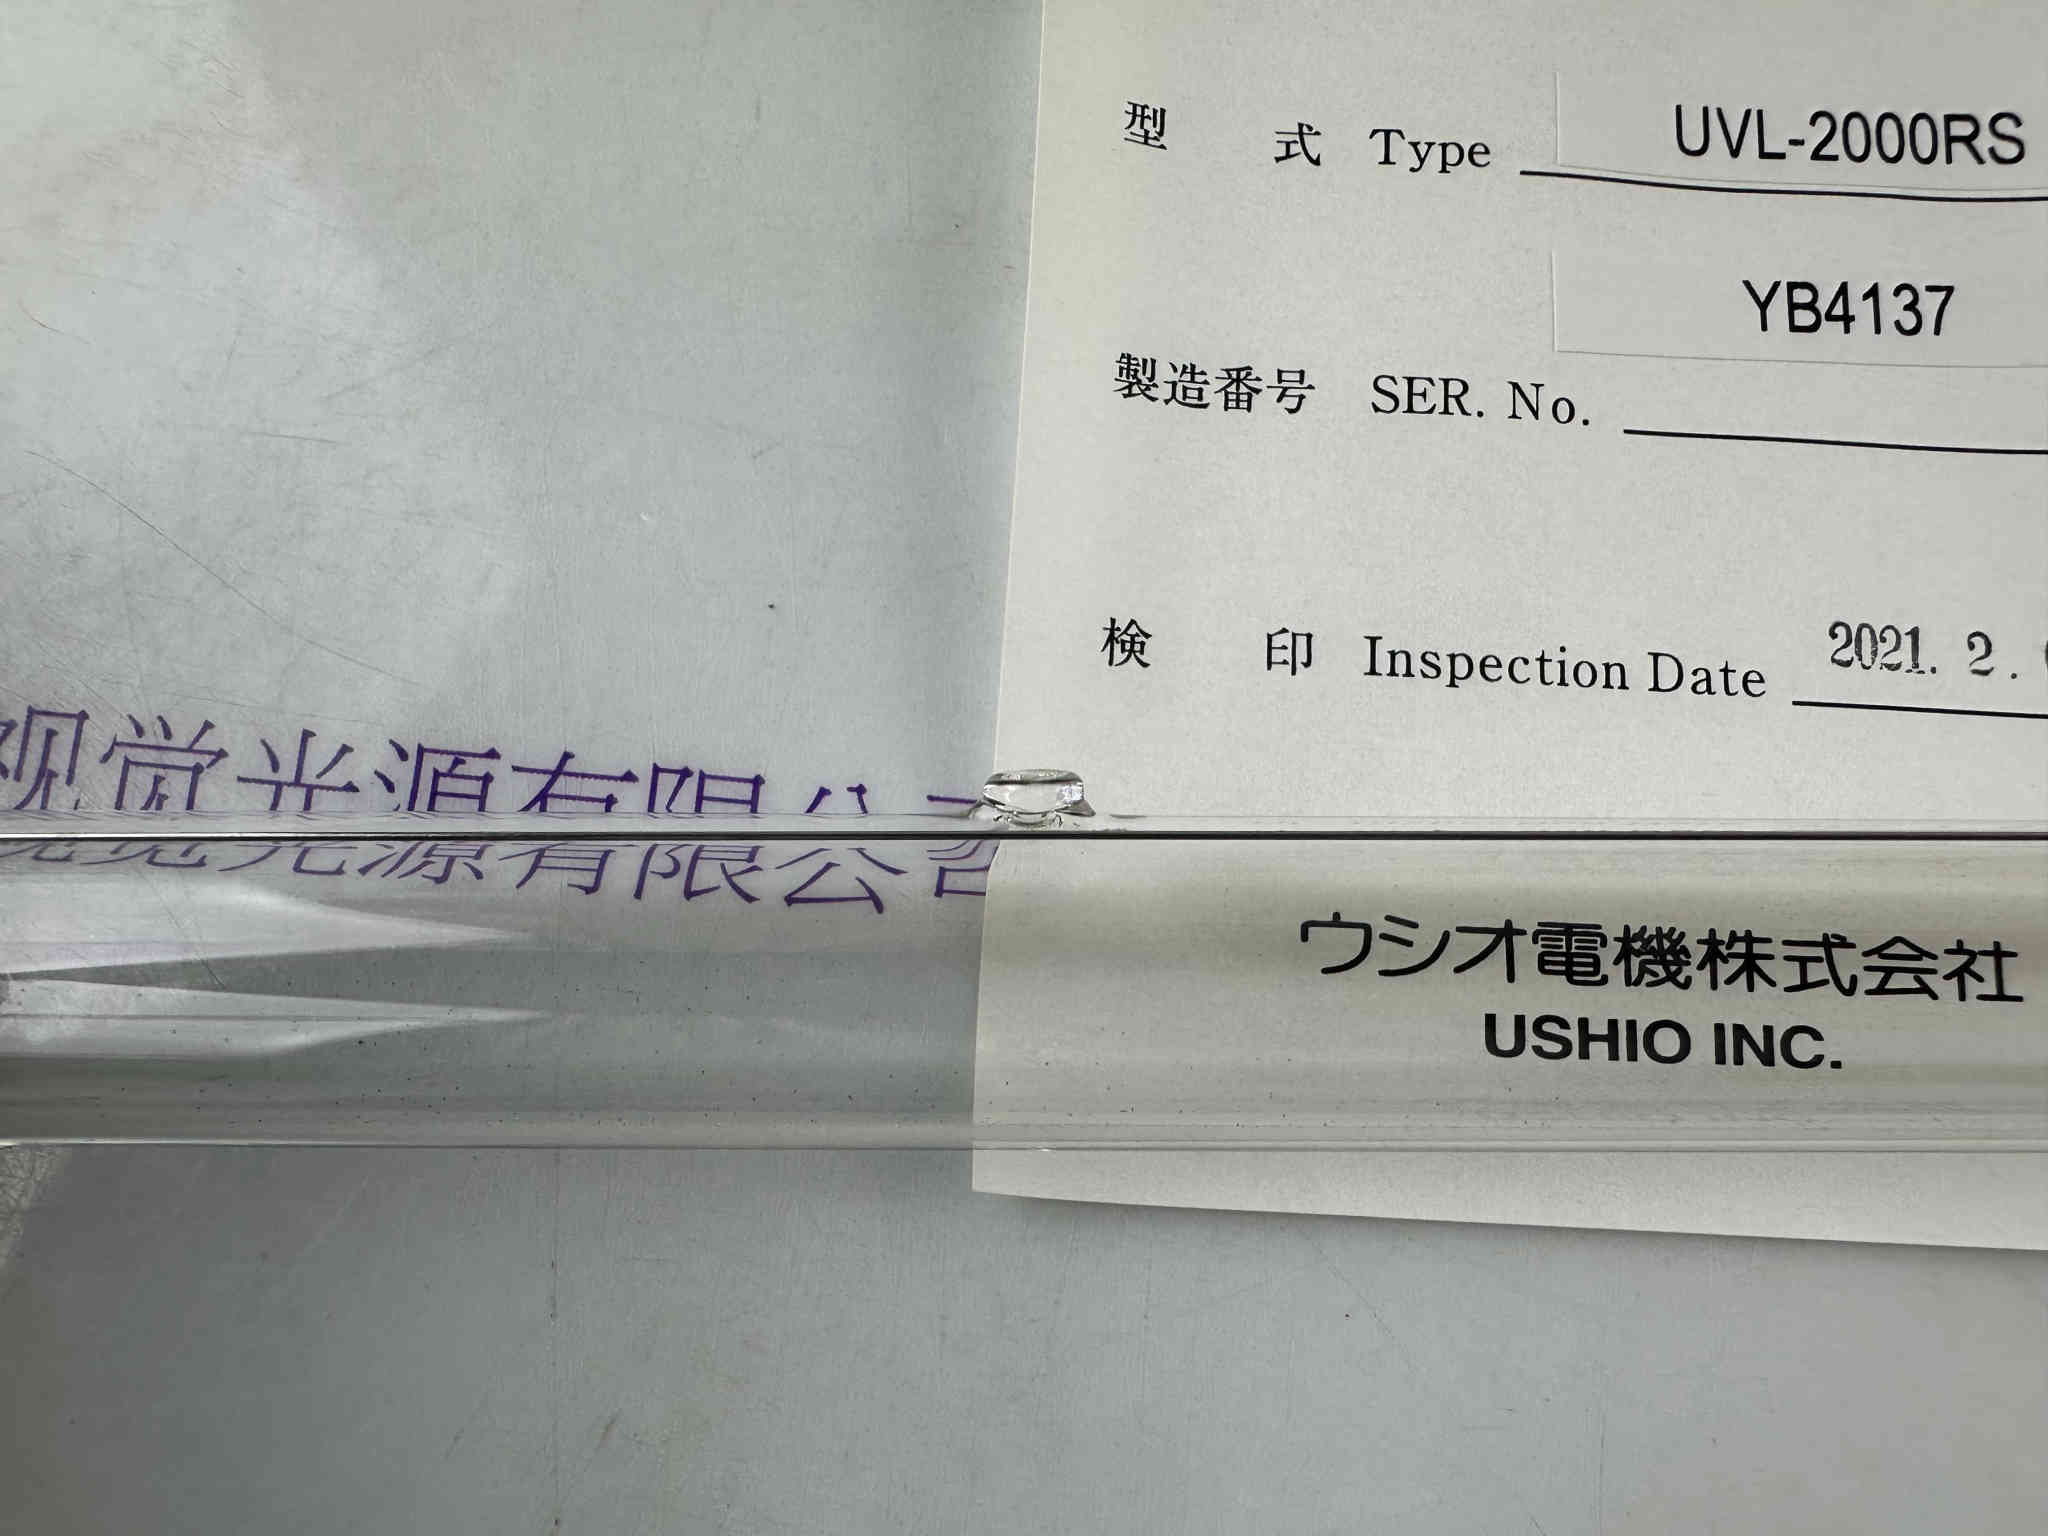 型 式 Type UVL-2000RS
YB4137
製造番号 SER. No.
検 印 Inspection Date 2021. 2.
视觉光源有限公
ウシオ電機株式会社
USHIO INC.